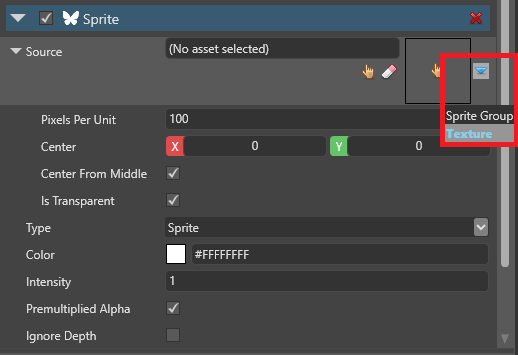 Sprite
Source
(No asset selected)
Sprite Group
Texture
Pixels Per Unit 100
Center X 0 Y 0
Center From Middle
Is Transparent
Type Sprite
Color #FFFFFFFF
Intensity 1
Premultiplied Alpha
Ignore Depth